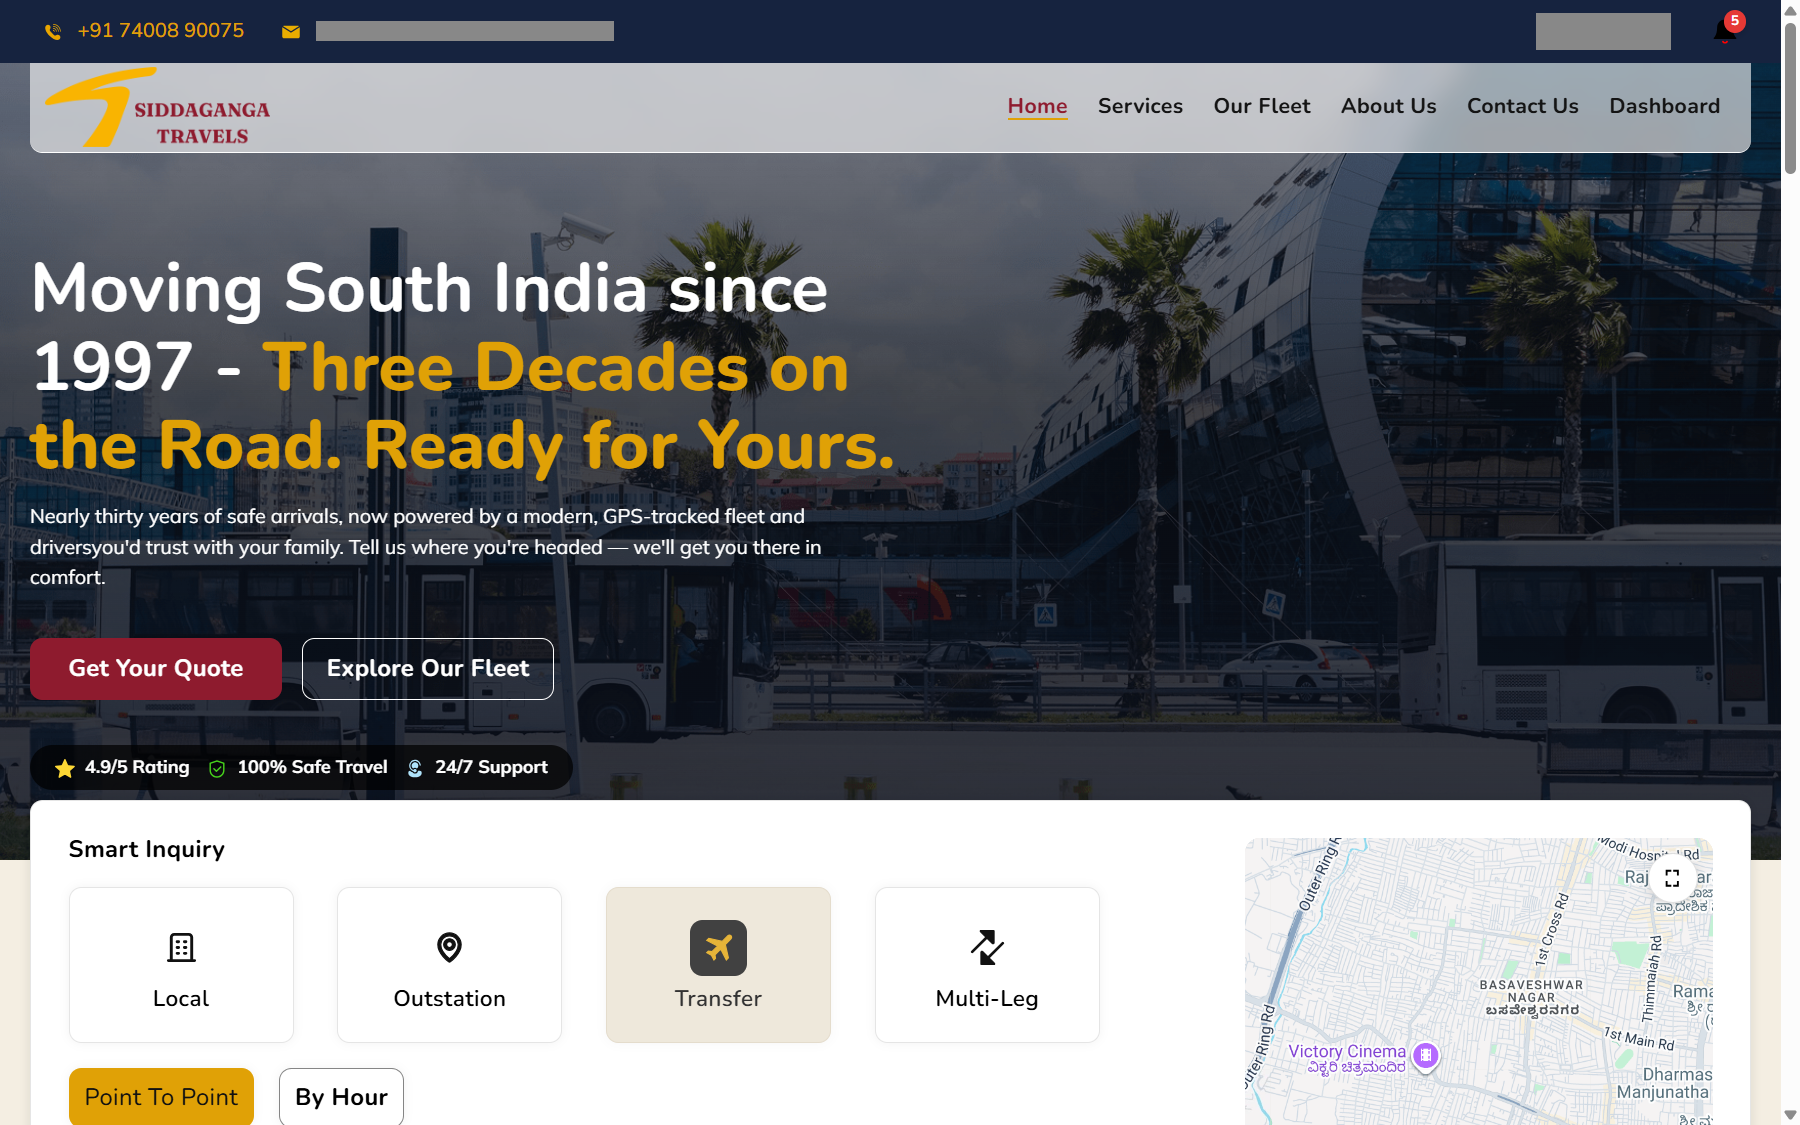 +91 74008 90075
5
SIDDAGANGA
TRAVELS
Home Services Our Fleet About Us Contact Us Dashboard
Moving South India since
1997 - Three Decades on
the Road. Ready for Yours.
Nearly thirty years of safe arrivals, now powered by a modern, GPS-tracked fleet and
driversyou'd trust with your family. Tell us where you're headed — we'll get you there in
comfort.
Get Your Quote Explore Our Fleet
4.9/5 Rating 100% Safe Travel 24/7 Support
Smart Inquiry
Local Outstation Transfer Multi-Leg
Point To Point By Hour
Outer Ring R
Modi Rd
1st Cross Rd
Thimmaiah Rd
BASAVESHWAR
NAGAR
ಬಸವೇಶ್ವರನಗರ
Rama
1st Main Rd
Outer Ring Rd
Victory Cinema
ವಿಕ್ಟರಿ ಚಿತ್ರಮಂದಿರ
Dharmas
Manjunatha